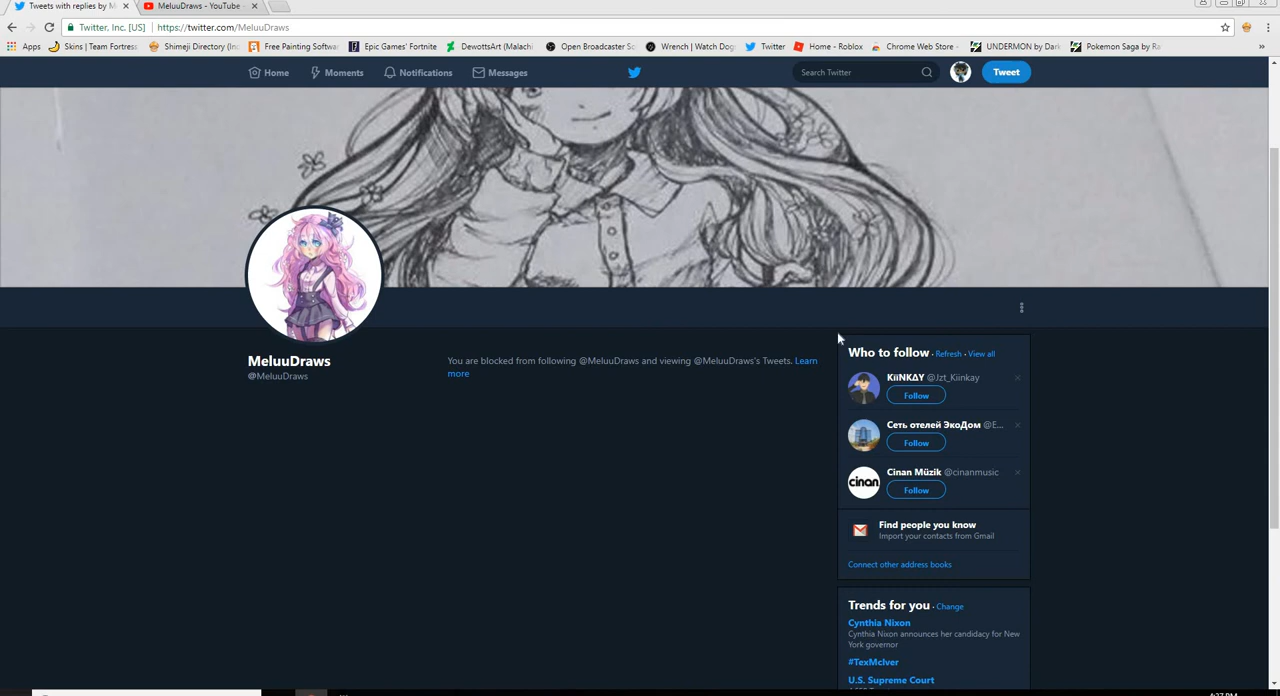 Tweets with replies by M
MeluuDraws - YouTube
Twitter, Inc. [US]
https://twitter.com/MeluuDraws
Apps
Skins | Team Fortress
Shimeji Directory (Inc
Free Painting Softwar
Epic Games' Fortnite
DewottsArt (Malachi
Open Broadcaster So
Wrench | Watch Dog
Twitter
Home - Roblox
Chrome Web Store -
UNDERMON by Dark
Pokemon Saga by Ra
»
Home
Moments
Notifications
Messages
Search Twitter
Tweet
MeluuDraws
@MeluuDraws
You are blocked from following @MeluuDraws and viewing @MeluuDraws's Tweets. Learn
more
Who to follow · Refresh · View all
KiiNKΔY @Jzt_Kiinkay
Follow
Сеть отелей ЭкоДом @E...
Follow
cinan
Cinan Müzik @cinanmusic
Follow
Find people you know
Import your contacts from Gmail
Connect other address books
Trends for you · Change
Cynthia Nixon
Cynthia Nixon announces her candidacy for New
York governor
#TexMcIver
U.S. Supreme Court
4:37 PM